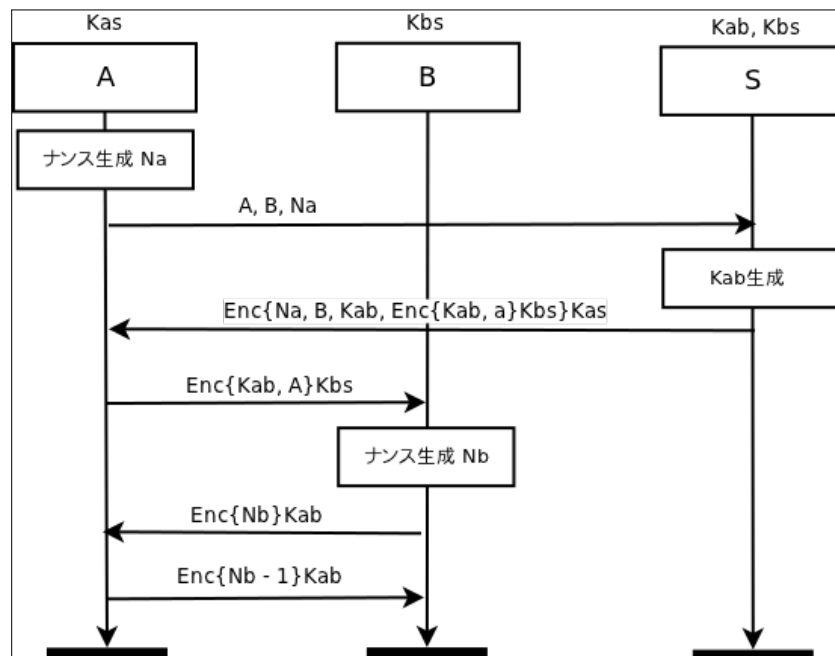 Kas
Kbs
Kab, Kbs
A
B
S
ナンス生成 Na
A, B, Na
Kab生成
Enc{Na, B, Kab, Enc{Kab, a}Kbs}Kas
Enc{Kab, A}Kbs
ナンス生成 Nb
Enc{Nb}Kab
Enc{Nb - 1}Kab